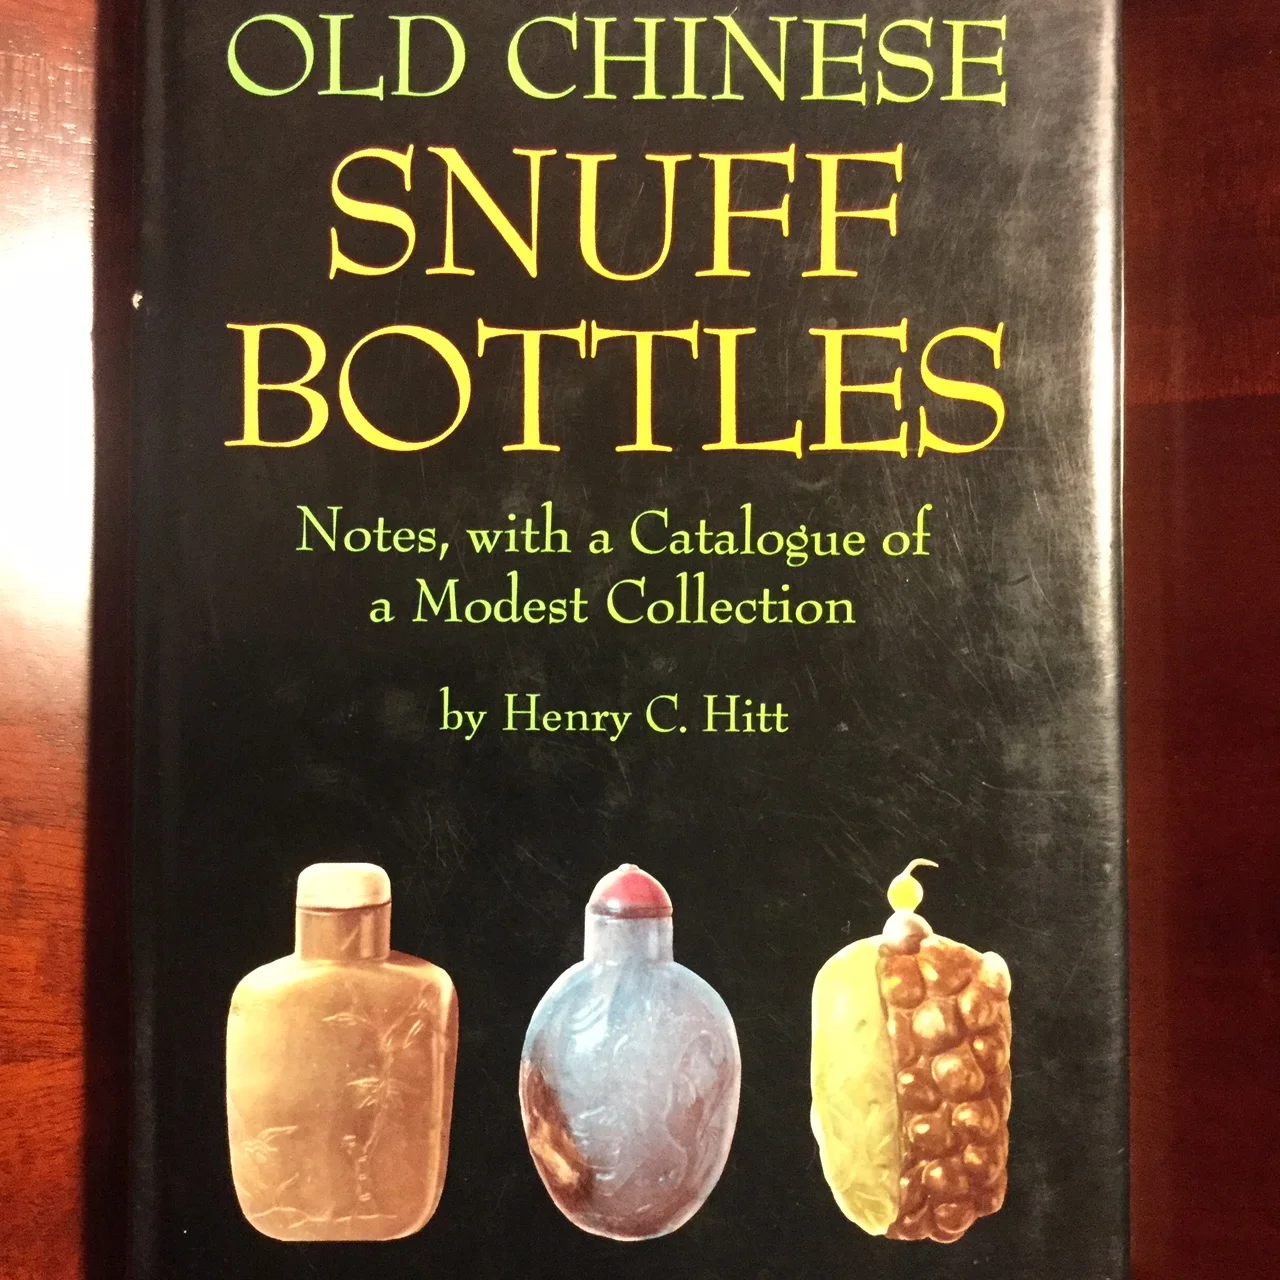 OLD CHINESE
SNUFF
BOTTLES
Notes, with a Catalogue of
a Modest Collection
by Henry C. Hitt